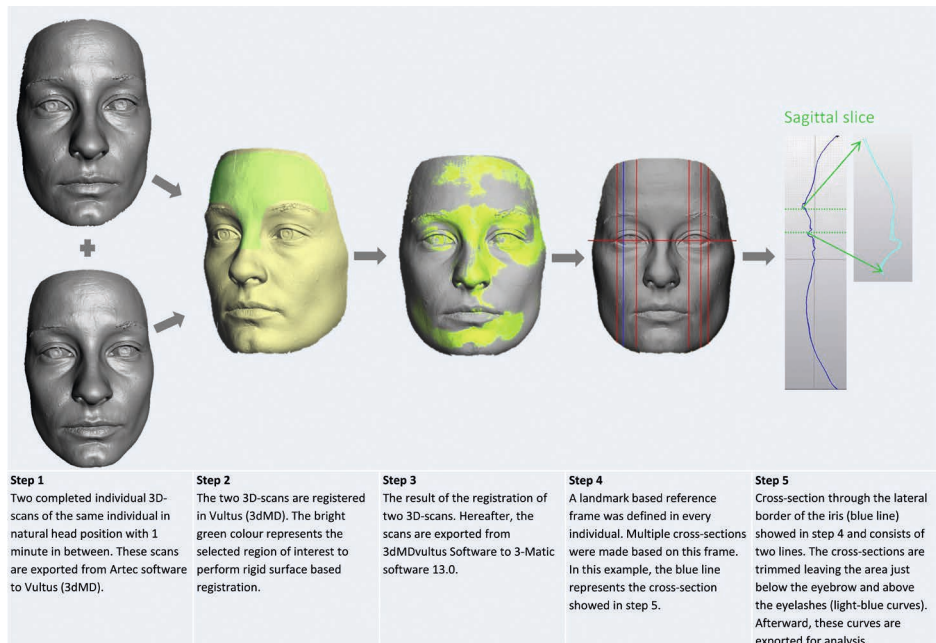 Sagittal slice
Step 1
Two completed individual 3D-
scans of the same individual in
natural head position with 1
minute in between. These scans
are exported from Artec software
to Vultus (3dMD).
Step 2
The two 3D-scans are registered
in Vultus (3dMD). The bright
green colour represents the
selected region of interest to
perform rigid surface based
registration.
Step 3
The result of the registration of
two 3D-scans. Hereafter, the
scans are exported from
3dMDvultus Software to 3-Matic
software 13.0.
Step 4
A landmark based reference
frame was defined in every
individual. Multiple cross-sections
were made based on this frame.
In this example, the blue line
represents the cross-section
showed in step 5.
Step 5
Cross-section through the lateral
border of the iris (blue line)
showed in step 4 and consists of
two lines. The cross-sections are
trimmed leaving the area just
below the eyebrow and above
the eyelashes (light-blue curves).
Afterward, these curves are
exported for analysis.